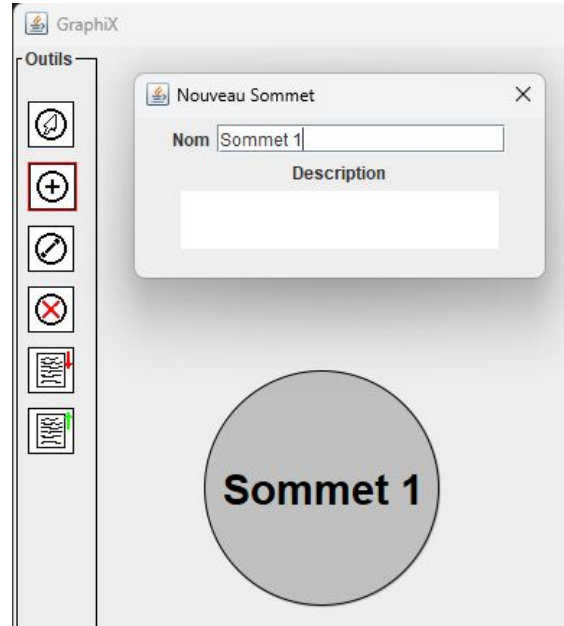 GraphiX
Outils
Nouveau Sommet
Nom Sommet 1
Description
Sommet 1